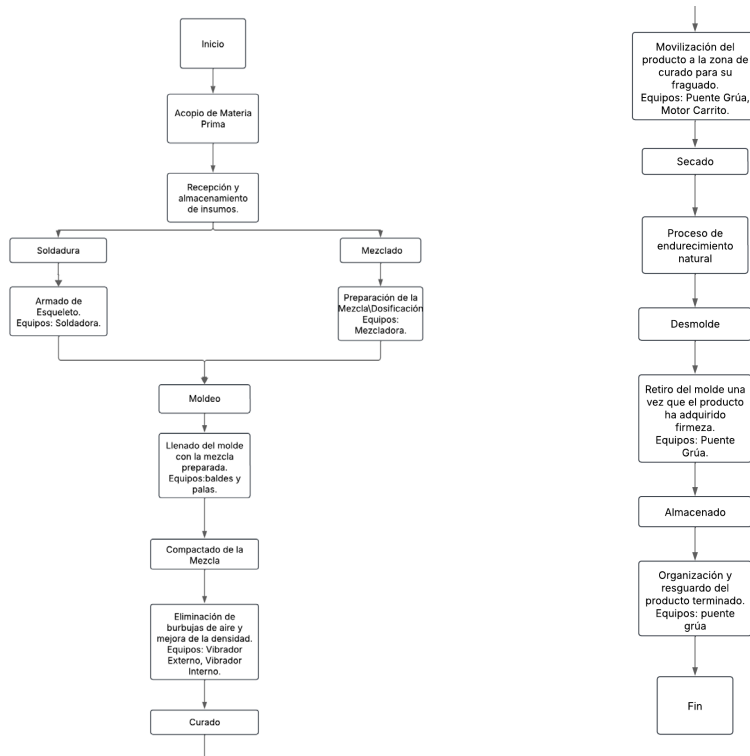 Inicio
Acopio de Materia
Prima
Recepción y
almacenamiento
de insumos.
Soldadura
Armado de
Esqueleto.
Equipos: Soldadora.
Mezclado
Preparación de la
Mezcla\Dosificación
Equipos:
Mezcladora.
Moldeo
Llenado del molde
con la mezcla
preparada.
Equipos:baldes y
palas.
Compactado de la
Mezcla
Eliminación de
burbujas de aire y
mejora de la densidad.
Equipos: Vibrador
Externo, Vibrador
Interno.
Curado
Movilización del
producto a la zona de
curado para su
fraguado.
Equipos: Puente Grúa,
Motor Carrito.
Secado
Proceso de
endurecimiento
natural
Desmolde
Retiro del molde una
vez que el producto
ha adquirido
firmeza.
Equipos: Puente
Grúa.
Almacenado
Organización y
resguardo del
producto terminado.
Equipos: puente
grúa
Fin